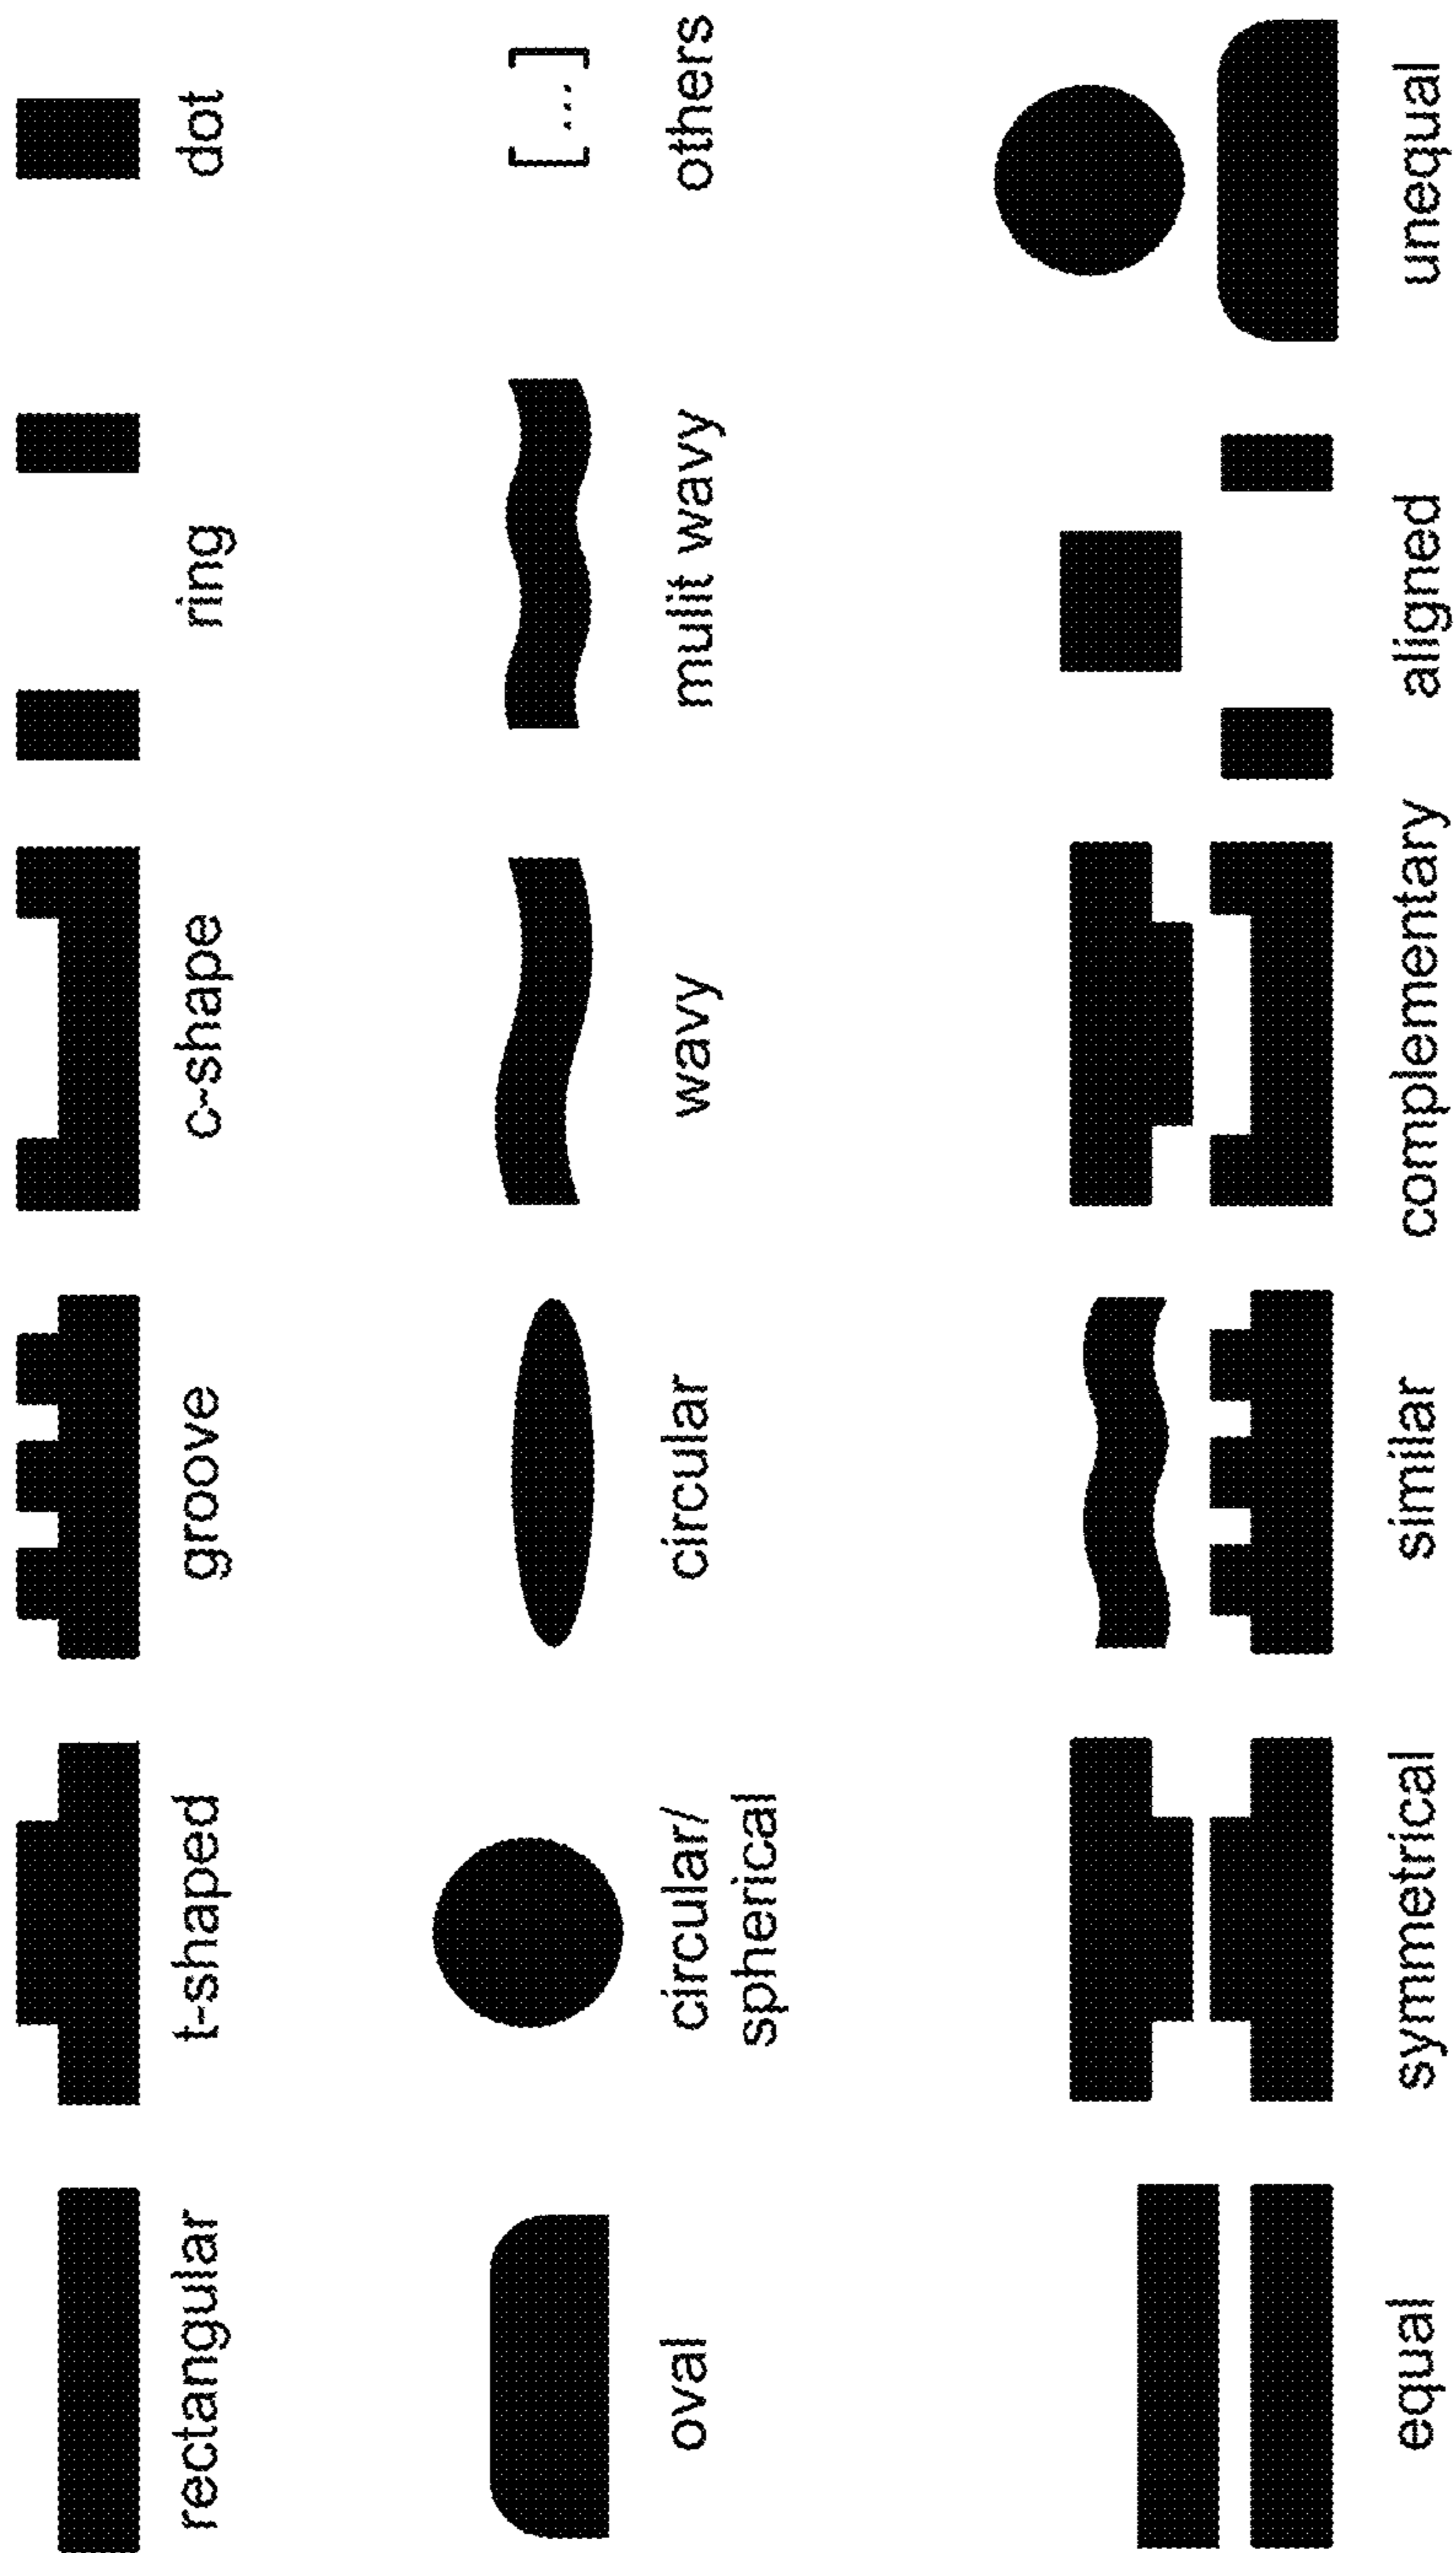 rectangular
t-shaped
groove
c-shape
ring
dot
oval
circular/
spherical
circular
wavy
mulit wavy
[...]
others
equal
symmetrical
similar
complementary
aligned
unequal